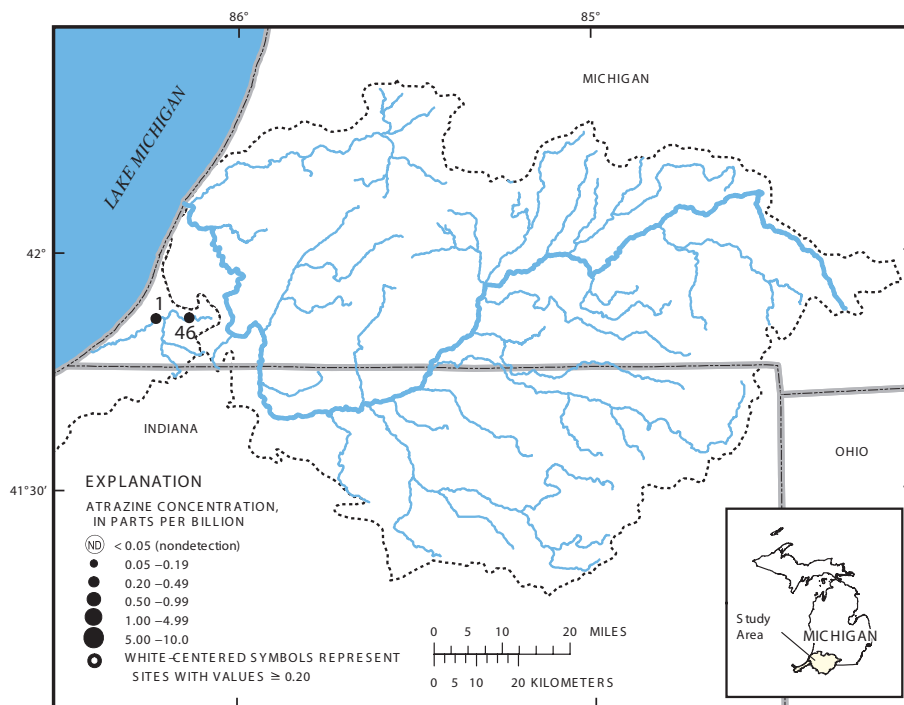 86°
85°
MICHIGAN
LAKE MICHIGAN
42°
1
46
INDIANA
OHIO
41°30'
EXPLANATION
ATRAZINE CONCENTRATION,
IN PARTS PER BILLION
ND < 0.05 (nondetection)
0.05 –0.19
0.20 –0.49
0.50 –0.99
1.00 –4.99
5.00 –10.0
WHITE-CENTERED SYMBOLS REPRESENT
SITES WITH VALUES ≥ 0.20
0 5 10 20 MILES
0 5 10 20 KILOMETERS
Study
Area
MICHIGAN